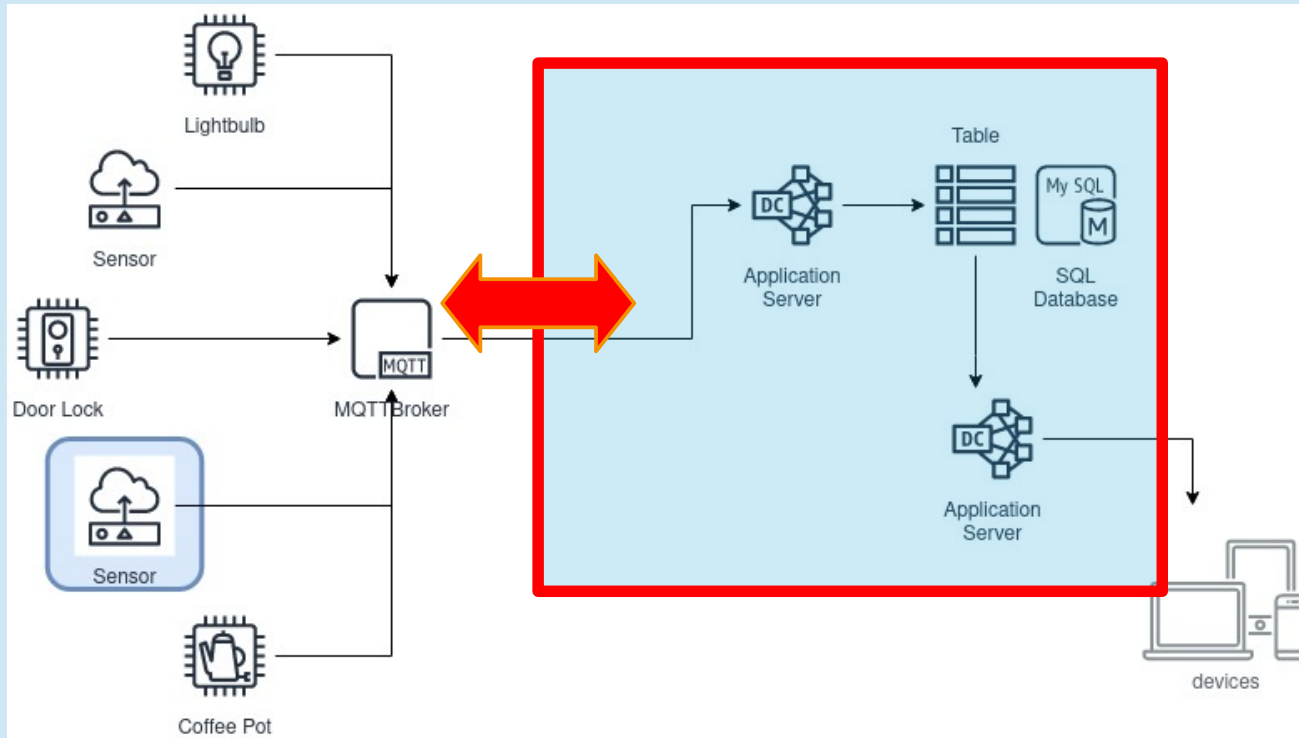 Lightbulb
Sensor
Door Lock
MQTT
MQTTBroker
Sensor
Coffee Pot
DC
Application
Server
Table
My SQL
M
SQL
Database
DC
Application
Server
devices